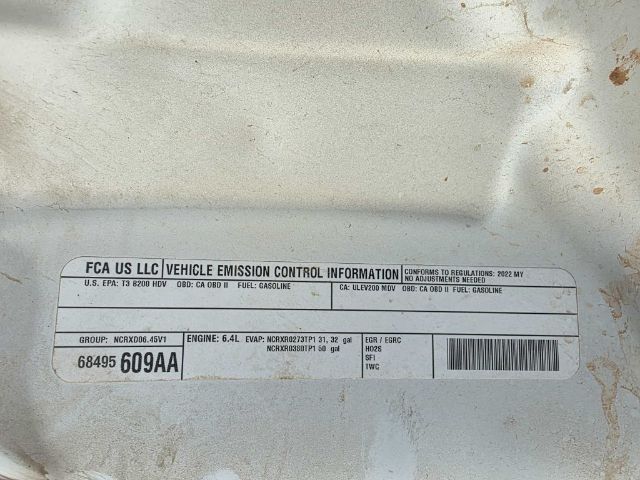 FCA US LLC VEHICLE EMISSION CONTROL INFORMATION CONFORMS TO REGULATIONS: 2022 MY
NO ADJUSTMENTS NEEDED
U.S. EPA: T3 B200 HDV OBD: CA OBD II FUEL: GASOLINE CA: ULEV200 MDV OBD: CA OBD II FUEL: GASOLINE
GROUP: NCRXD06.45V1 ENGINE: 6.4L EVAP: NCRXR0273TP1 31, 32 gal EGR / EGRC
NCRXR0380TP1 50 gal HO2S
68495 609AA SFI
TWC